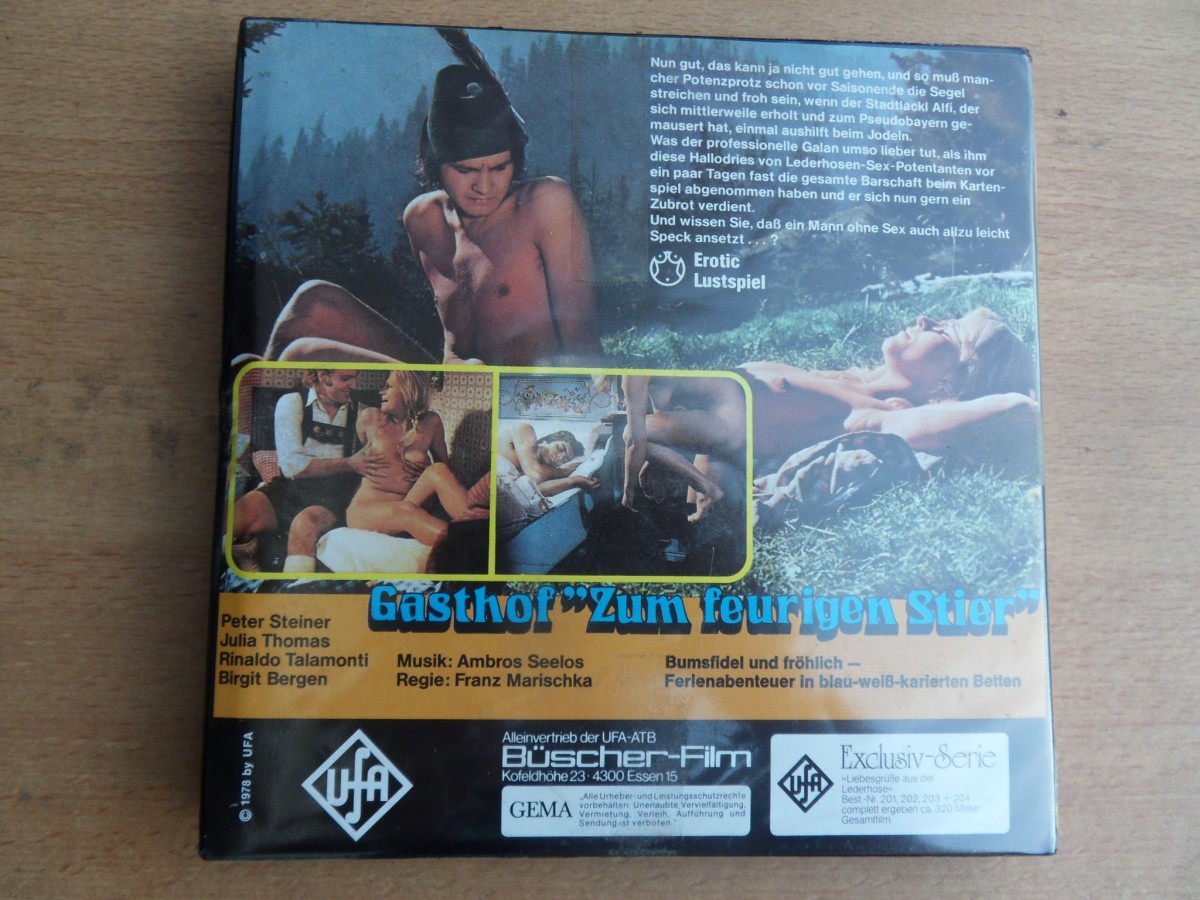 Nun gut, das kann ja nicht gut gehen, und so muß man-
cher Potenzprotz schon vor Saisonende die Segel
streichen und froh sein, wenn der Stadtlackl Alfi, der
sich mittlerweile erholt und zum Pseudobayern ge-
mausert hat, einmal aushilft beim Jodeln.
Was der professionelle Galan umso lieber tut, als ihm
diese Hallodries von Lederhosen-Sex-Potentanten vor
ein paar Tagen fast die gesamte Barschaft beim Karten-
spiel abgenommen haben und er sich nun gern ein
Zubrot verdient.
Und wissen Sie, daß ein Mann ohne Sex auch allzu leicht
Speck ansetzt . . . ?
Erotic
Lustspiel
Gasthof "Zum feurigen Stier"
Peter Steiner
Julia Thomas
Rinaldo Talamonti
Birgit Bergen
Musik: Ambros Seelos
Regie: Franz Marischka
Bumsfidel und fröhlich —
Ferienabenteuer in blau-weiß-karierten Betten
© 1978 by UFA
UFA
Alleinvertrieb der UFA-ATB
Büscher-Film
Kofeldhöhe 23 · 4300 Essen 15
GEMA
„Alle Urheber- und Leistungsschutzrechte
vorbehalten. Unerlaubte Vervielfältigung,
Vermietung, Verleih, Aufführung und
Sendung ist verboten."
UFA
Exclusiv-Serie
»Liebesgrüße aus der
Lederhose«
Best.-Nr. 201, 202, 203 + 204
complett ergeben ca. 320 Meter
Gesamtfilm